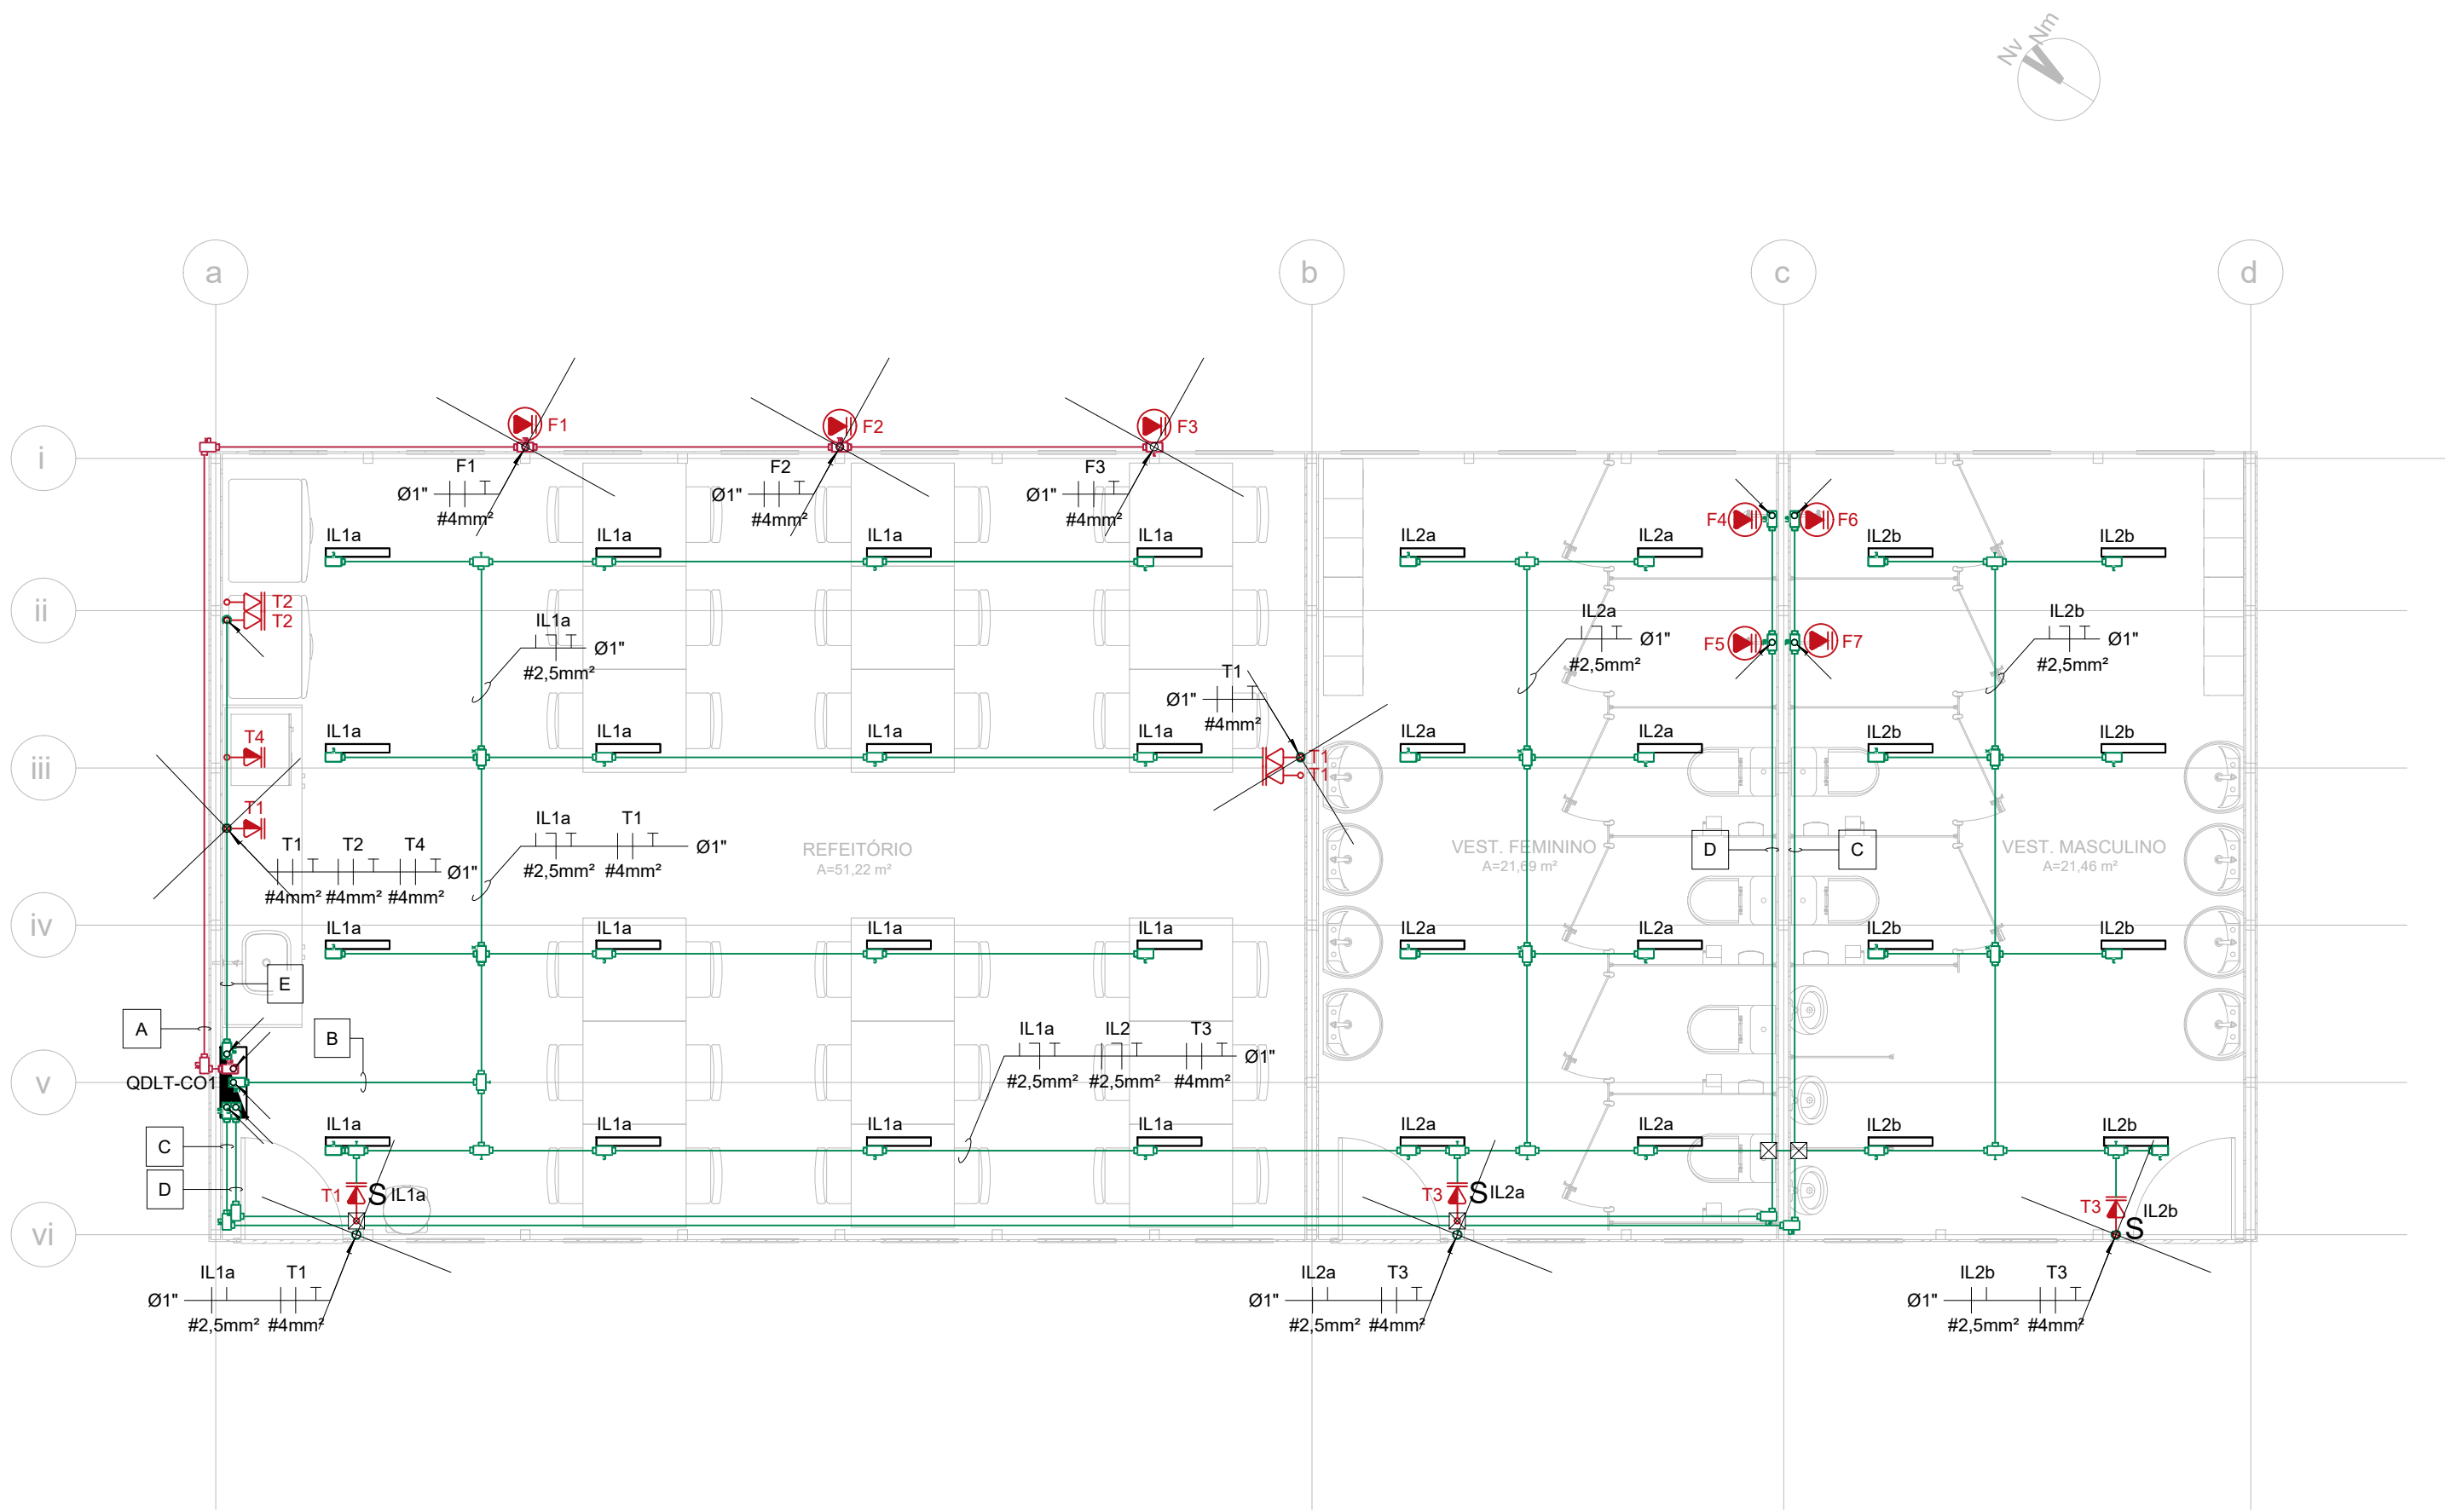 Nv Nm
a
b
c
d
F1
F2
F3
i
F1
Ø1"
#4mm²
F2
Ø1"
#4mm²
F3
Ø1"
#4mm²
F4
F6
IL1a
IL1a
IL1a
IL1a
IL2a
IL2a
IL2b
IL2b
ii
T2
T2
IL1a
Ø1"
#2,5mm²
IL2a
Ø1"
#2,5mm²
F5
F7
IL2b
Ø1"
#2,5mm²
T1
Ø1"
#4mm²
IL1a
IL1a
IL1a
IL1a
IL2a
IL2a
IL2b
IL2b
iii
T4
T1
T1
T1
T1 T2 T4
Ø1"
#4mm² #4mm² #4mm²
IL1a T1
Ø1"
#2,5mm² #4mm²
REFEITÓRIO
A=51,22 m²
VEST. FEMININO
A=21,69 m²
D
C
VEST. MASCULINO
A=21,46 m²
iv
IL1a
IL1a
IL1a
IL1a
IL2a
IL2a
IL2b
IL2b
E
A
B
IL1a IL2 T3
Ø1"
#2,5mm² #2,5mm² #4mm²
v
QDLT-CO1
C
D
IL1a
IL1a
IL1a
IL1a
IL2a
IL2a
IL2b
IL2b
T1 S IL1a
T3 S IL2a
T3 S IL2b
vi
IL1a T1
Ø1"
#2,5mm² #4mm²
IL2a T3
Ø1"
#2,5mm² #4mm²
IL2b T3
Ø1"
#2,5mm² #4mm²